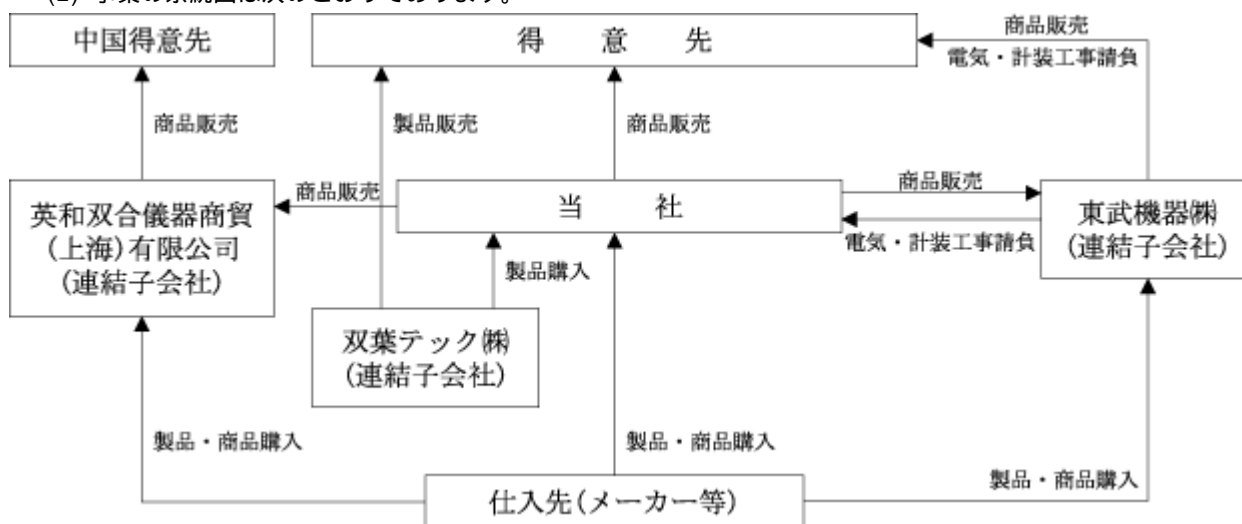 (2) 事業の系統図は次のとおりであります。
中国得意先
得意先
商品販売
電気・計装工事請負
商品販売
製品販売
商品販売
英和双合儀器商貿
(上海)有限公司
(連結子会社)
商品販売
当社
商品販売
電気・計装工事請負
東武機器㈱
(連結子会社)
製品購入
双葉テック㈱
(連結子会社)
製品・商品購入
製品・商品購入
製品・商品購入
仕入先(メーカー等)